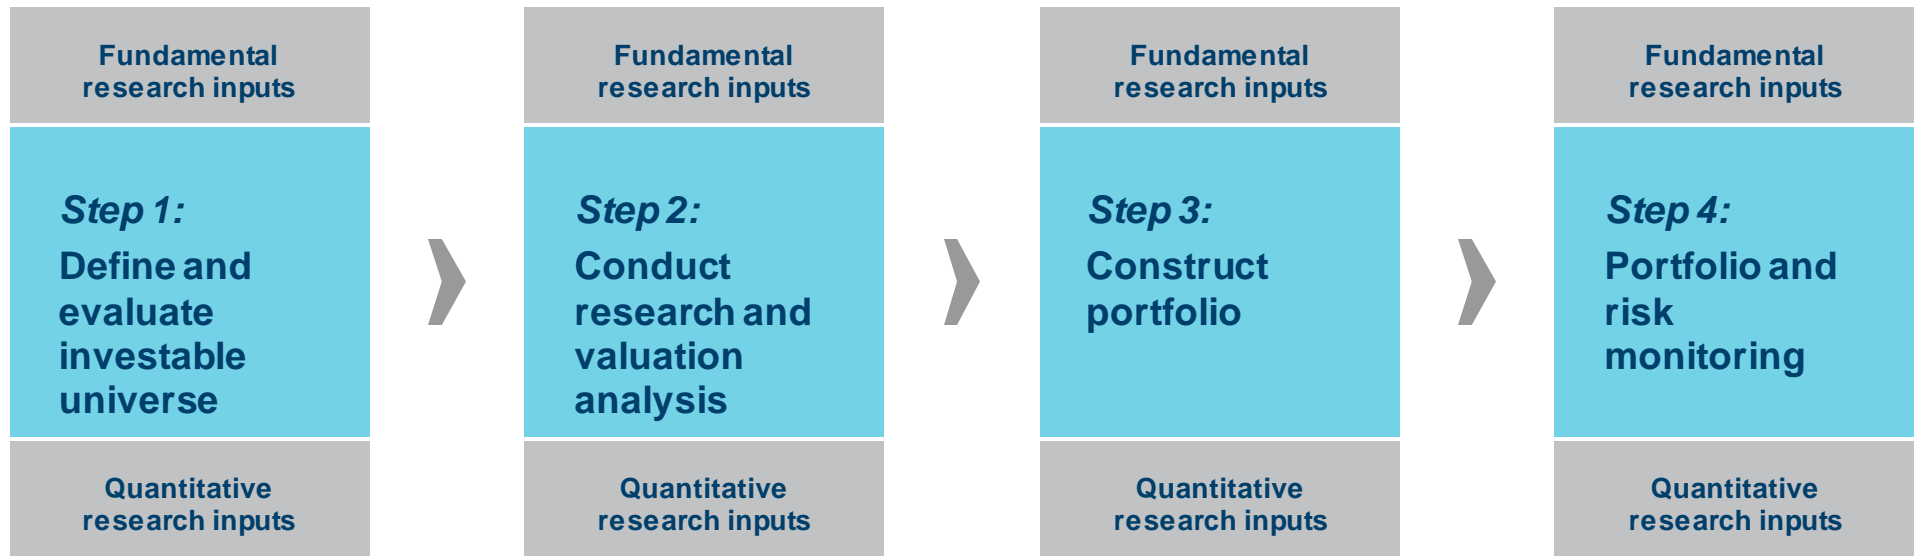 Fundamental
research inputs
Step 1:
Define and
evaluate
investable
universe
Quantitative
research inputs
Fundamental
research inputs
Step 2:
Conduct
research and
valuation
analysis
Quantitative
research inputs
Fundamental
research inputs
Step 3:
Construct
portfolio
Quantitative
research inputs
Fundamental
research inputs
Step 4:
Portfolio and
risk
monitoring
Quantitative
research inputs